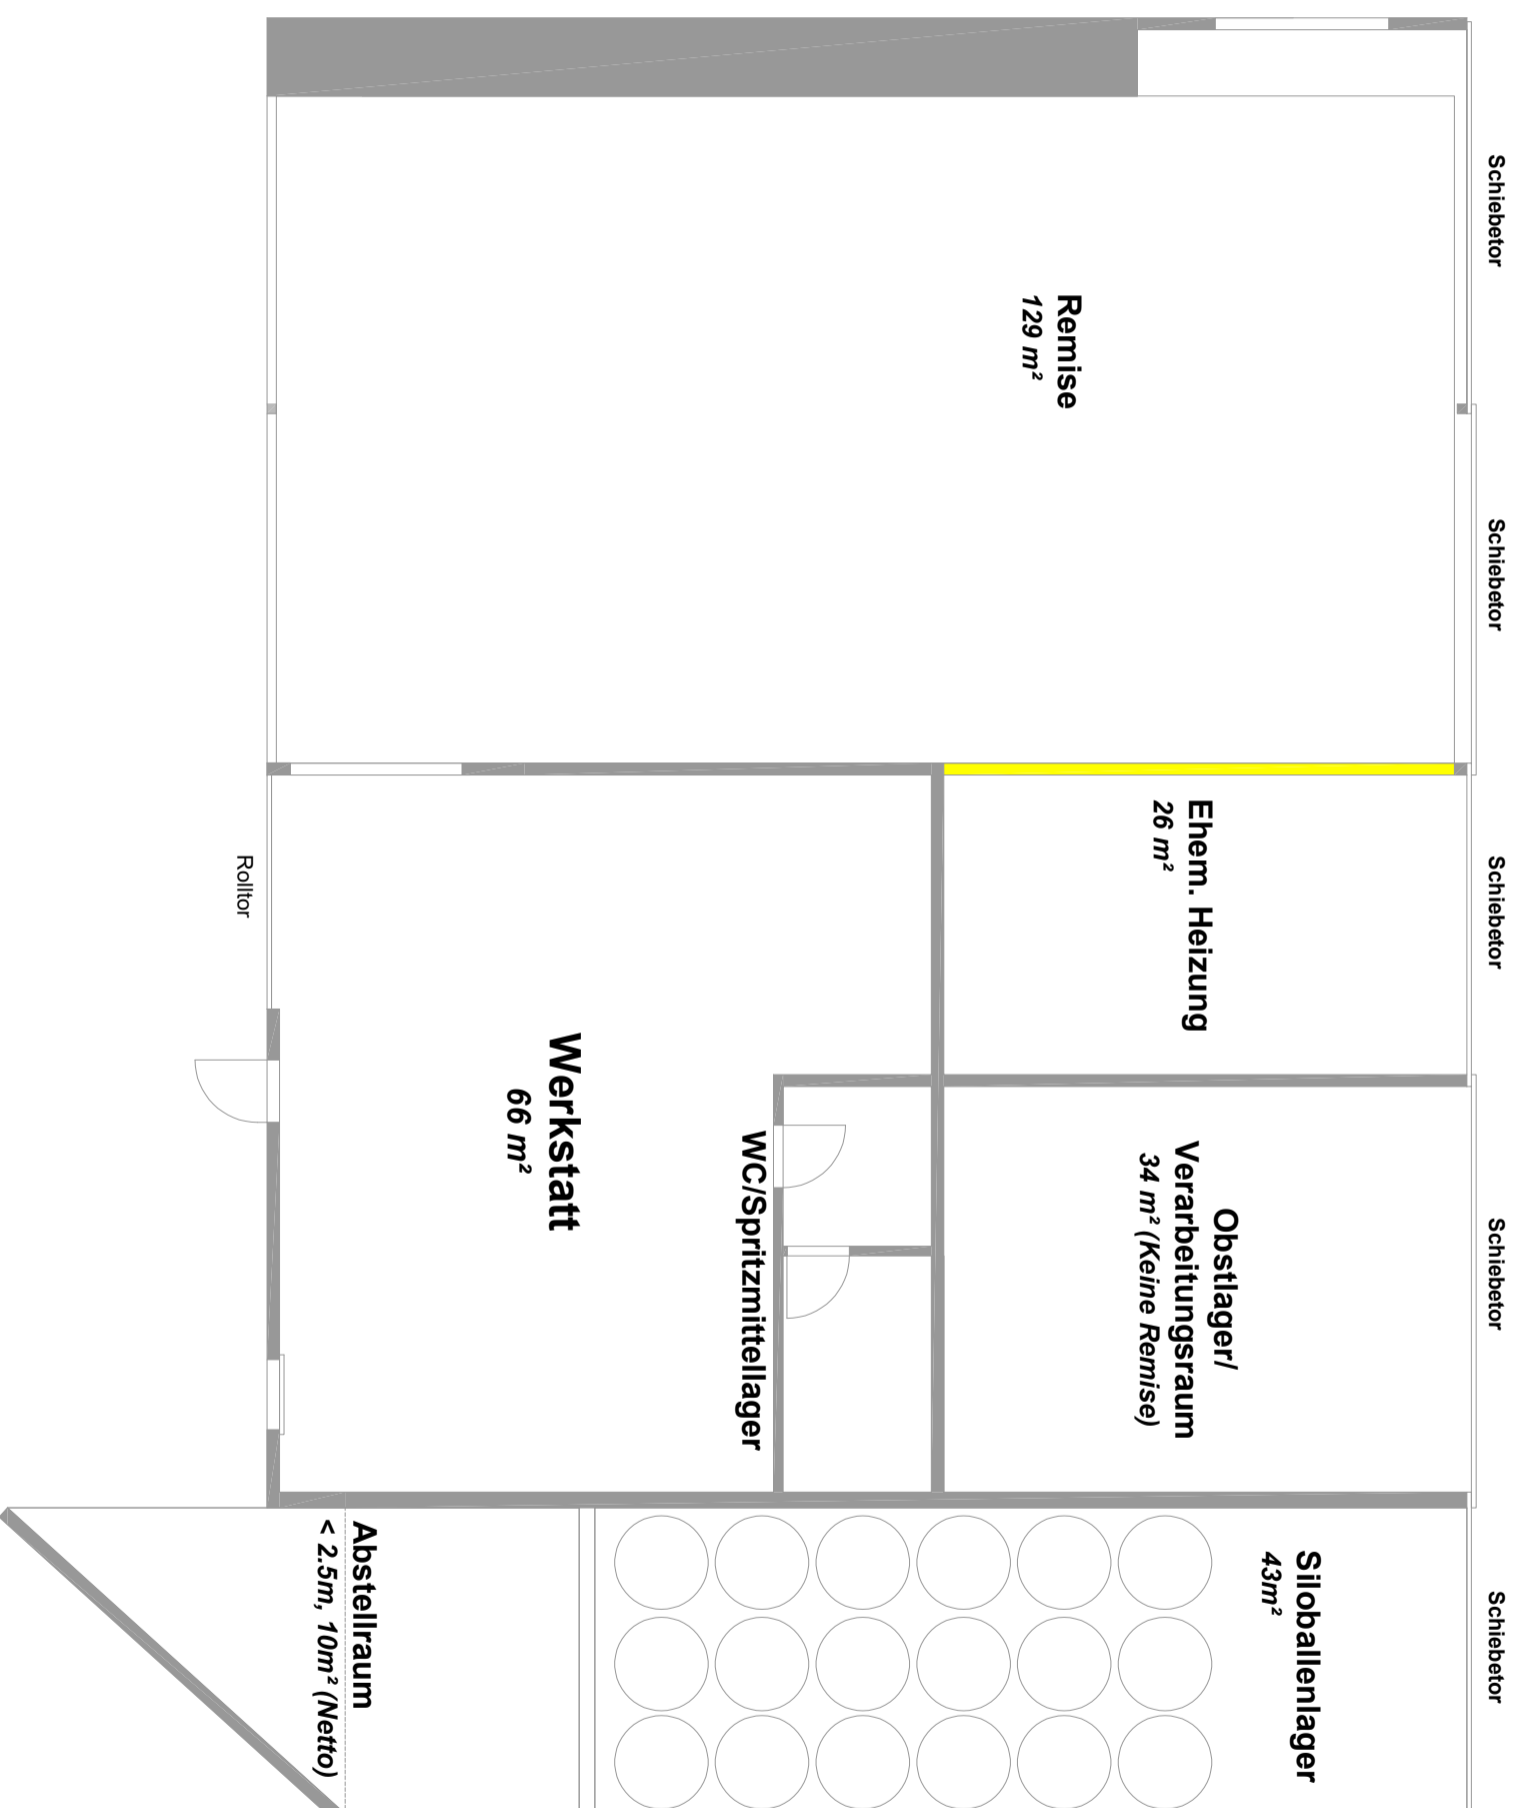 Schiebetor
Schiebetor
Schiebetor
Schiebetor
Schiebetor
Remise
129 m²
Ehem. Heizung
26 m²
Obstlager/
Verarbeitungsraum
34 m² (Keine Remise)
Siloballenlager
43m²
WC/Spritzmittellager
Werkstatt
66 m²
Abstellraum
< 2.5m, 10m² (Netto)
Rolltor